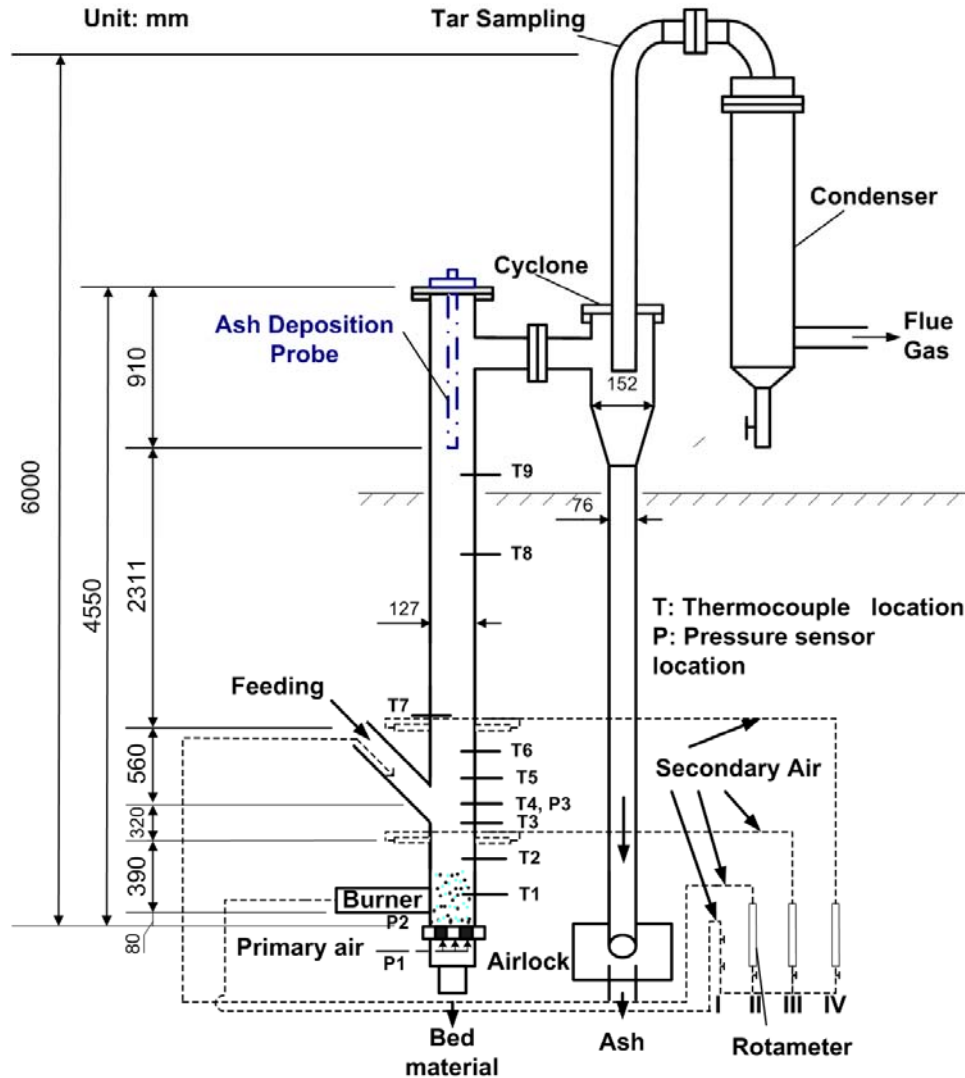 Unit: mm
Tar Sampling
Condenser
Cyclone
Ash Deposition
Probe
Flue
Gas
910
152
6000
4550
T9
76
T8
2311
127
T: Thermocouple location
P: Pressure sensor
location
Feeding
T7
T6
560
T5
Secondary Air
T4, P3
320
T3
T2
390
T1
Burner
P2
80
Primary air
P1
Airlock
I
II
III
IV
Bed
material
Ash
Rotameter